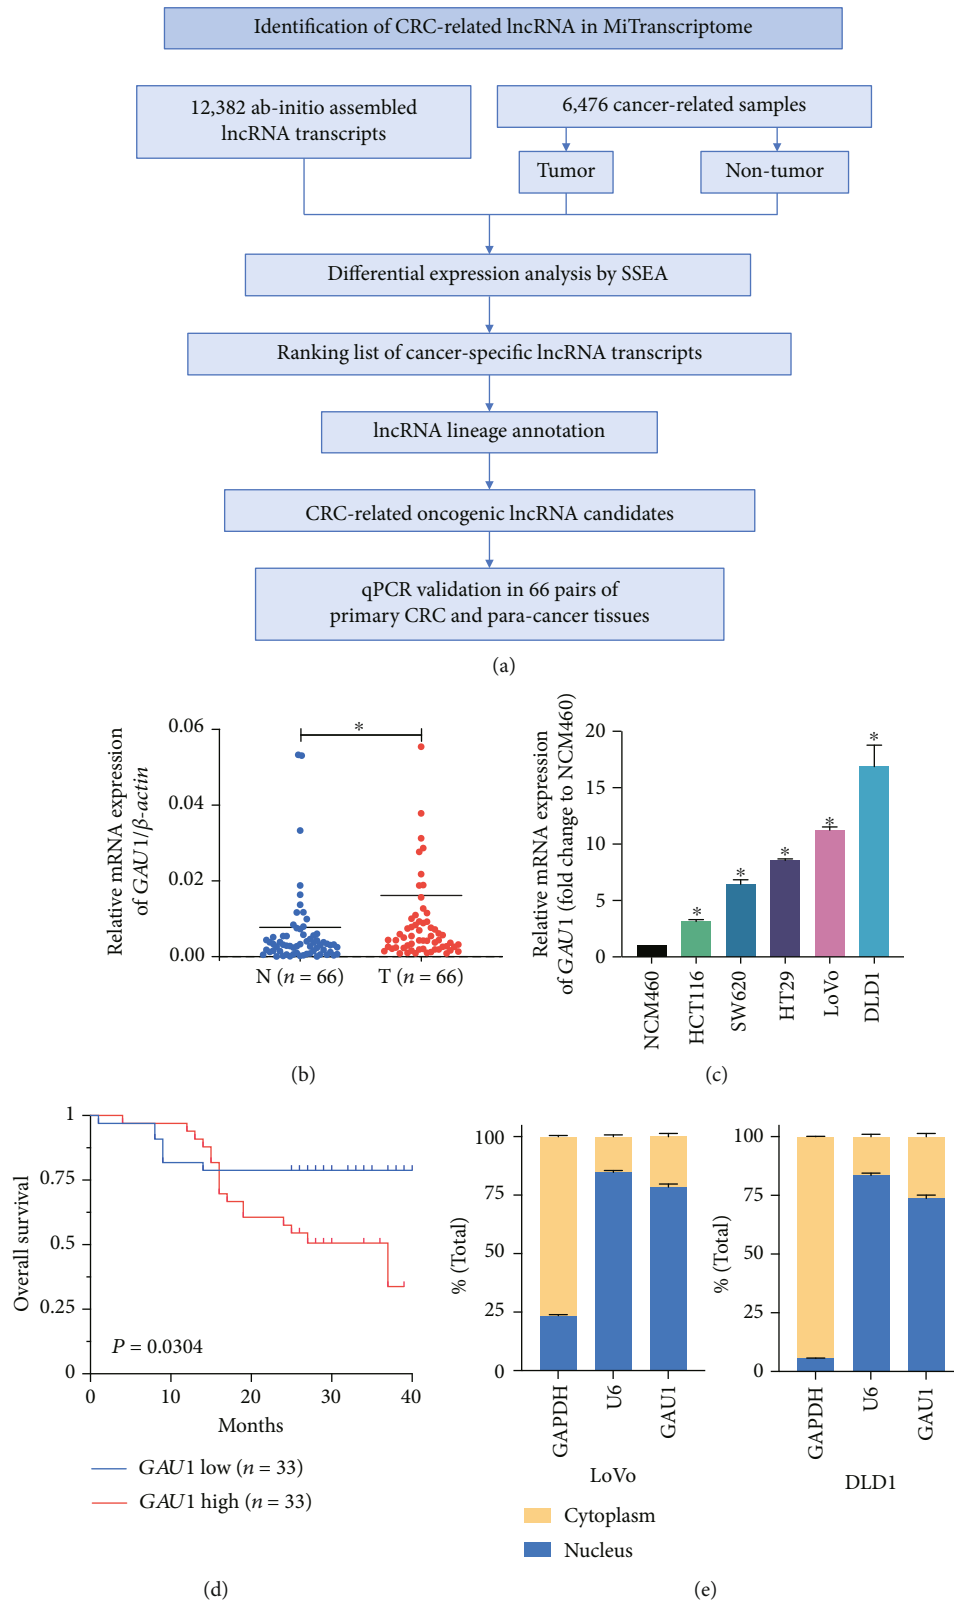 Identification of CRC-related lncRNA in MiTranscriptome
12,382 ab-initio assembled
lncRNA transcripts
6,476 cancer-related samples
Tumor
Non-tumor
Differential expression analysis by SSEA
Ranking list of cancer-specific lncRNA transcripts
lncRNA lineage annotation
CRC-related oncogenic lncRNA candidates
qPCR validation in 66 pairs of
primary CRC and para-cancer tissues
(a)
Relative mRNA expression
of GAU1/β-actin
0.06
0.04
0.02
0.00
*
N (n = 66)
T (n = 66)
(b)
Relative mRNA expression
of GAU1 (fold change to NCM460)
20
15
10
5
0
*
*
*
*
*
NCM460
HCT116
SW620
HT29
LoVo
DLD1
(c)
Overall survival
1
0.75
0.5
0.25
0
P = 0.0304
0
10
20
30
40
Months
GAU1 low (n = 33)
GAU1 high (n = 33)
(d)
% (Total)
100
75
50
25
0
GAPDH
U6
GAU1
LoVo
% (Total)
100
75
50
25
0
GAPDH
U6
GAU1
DLD1
Cytoplasm
Nucleus
(e)